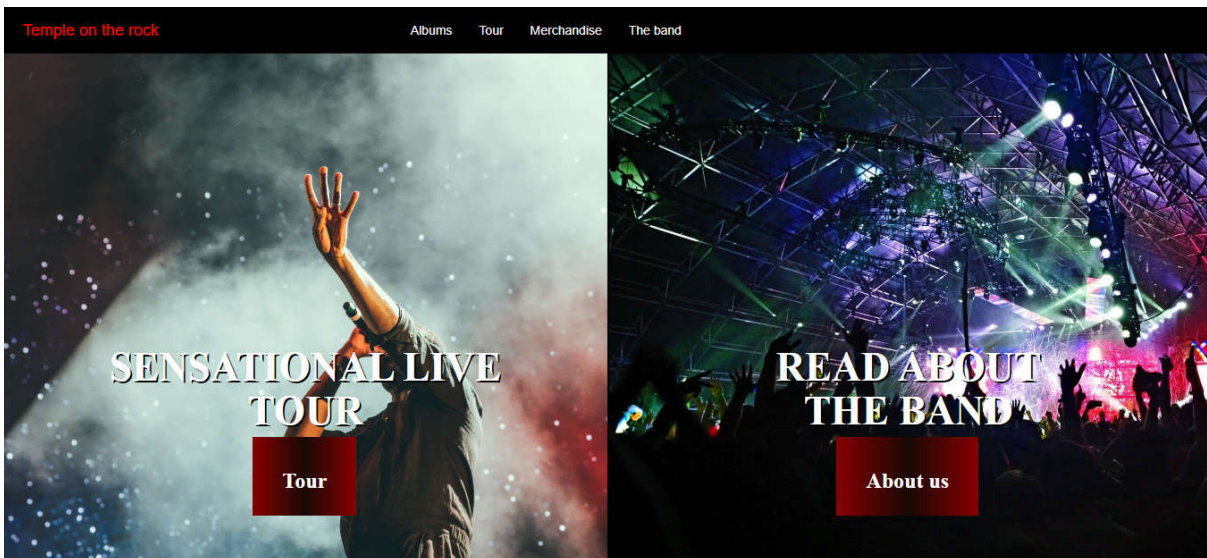 Temple on the rock
Albums Tour Merchandise The band
SENSATIONAL LIVE
TOUR
Tour
READ ABOUT
THE BAND
About us